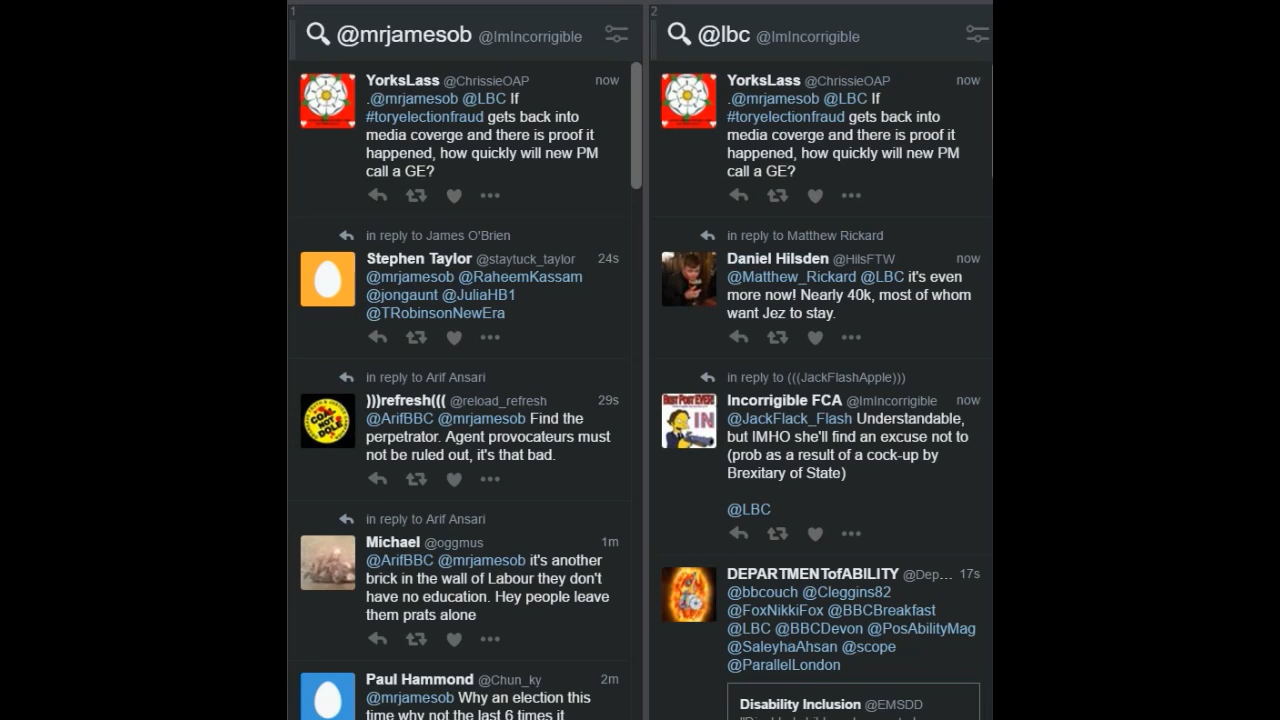 1
@mrjamesob @ImIncorrigible
YorksLass @ChrissieOAP now
.@mrjamesob @LBC If
#toryelectionfraud gets back into
media coverge and there is proof it
happened, how quickly will new PM
call a GE?
in reply to James O'Brien
Stephen Taylor @staytuck_taylor 24s
@mrjamesob @RaheemKassam
@jongaunt @JuliaHB1
@TRobinsonNewEra
in reply to Arif Ansari
)))refresh((( @reload_refresh 29s
COAL NOT DOLE
@ArifBBC @mrjamesob Find the
perpetrator. Agent provocateurs must
not be ruled out, it's that bad.
in reply to Arif Ansari
Michael @oggmus 1m
@ArifBBC @mrjamesob it's another
brick in the wall of Labour they don't
have no education. Hey people leave
them prats alone
Paul Hammond @Chun_ky 2m
@mrjamesob Why an election this
time why not the last 6 times it
2
@lbc @ImIncorrigible
YorksLass @ChrissieOAP now
.@mrjamesob @LBC If
#toryelectionfraud gets back into
media coverge and there is proof it
happened, how quickly will new PM
call a GE?
in reply to Matthew Rickard
Daniel Hilsden @HilsFTW now
@Matthew_Rickard @LBC it's even
more now! Nearly 40k, most of whom
want Jez to stay.
in reply to (((JackFlashApple)))
Incorrigible FCA @ImIncorrigible now
BEST POST EVER!
IN
@JackFlack_Flash Understandable,
but IMHO she'll find an excuse not to
(prob as a result of a cock-up by
Brexitary of State)
@LBC
DEPARTMENTofABILITY @Dep... 17s
@bbcouch @Cleggins82
@FoxNikkiFox @BBCBreakfast
@LBC @BBCDevon @PosAbilityMag
@SaleyhaAhsan @scope
@ParallelLondon
Disability Inclusion @EMSDD